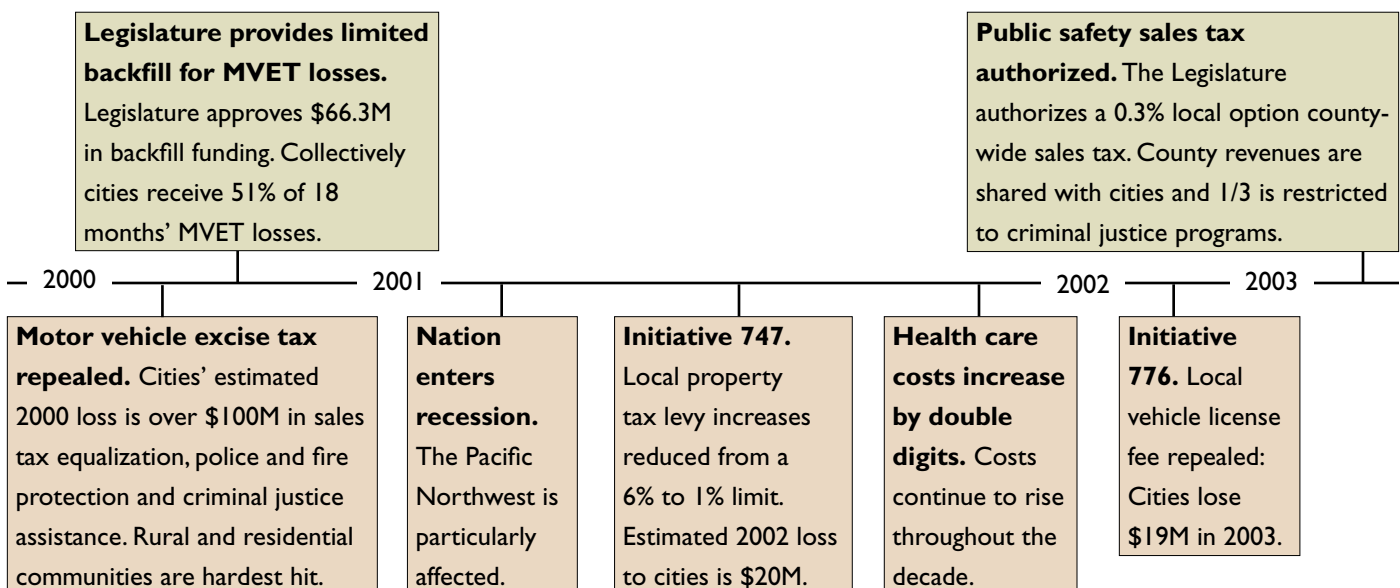 Legislature provides limited
backfill for MVET losses.
Legislature approves $66.3M
in backfill funding. Collectively
cities receive 51% of 18
months’ MVET losses.
Public safety sales tax
authorized. The Legislature
authorizes a 0.3% local option county-
wide sales tax. County revenues are
shared with cities and 1/3 is restricted
to criminal justice programs.
2000
2001
2002
2003
Motor vehicle excise tax
repealed. Cities’ estimated
2000 loss is over $100M in sales
tax equalization, police and fire
protection and criminal justice
assistance. Rural and residential
communities are hardest hit.
Nation
enters
recession.
The Pacific
Northwest is
particularly
affected.
Initiative 747.
Local property
tax levy increases
reduced from a
6% to 1% limit.
Estimated 2002 loss
to cities is $20M.
Health care
costs increase
by double
digits. Costs
continue to rise
throughout the
decade.
Initiative
776. Local
vehicle license
fee repealed:
Cities lose
$19M in 2003.